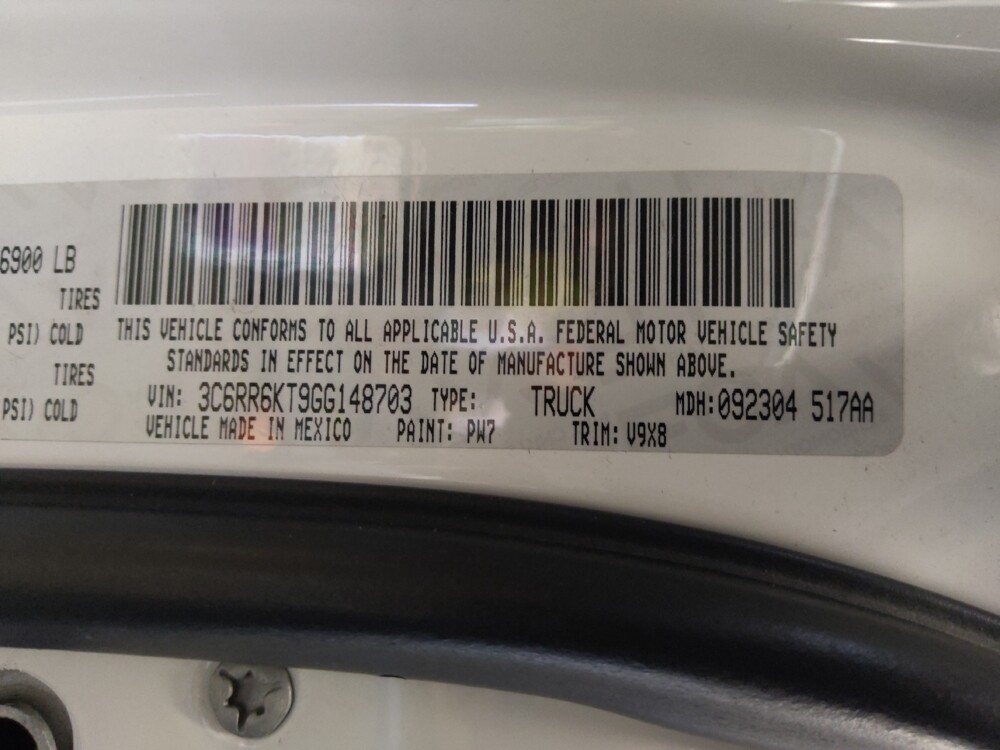 6900 LB
TIRES
PSI) COLD
TIRES
PSI) COLD
THIS VEHICLE CONFORMS TO ALL APPLICABLE U.S.A. FEDERAL MOTOR VEHICLE SAFETY
STANDARDS IN EFFECT ON THE DATE OF MANUFACTURE SHOWN ABOVE.
VIN: 3C6RR6KT9GG148703 TYPE: TRUCK MDH:092304 517AA
VEHICLE MADE IN MEXICO PAINT: PW7 TRIM: V9X8